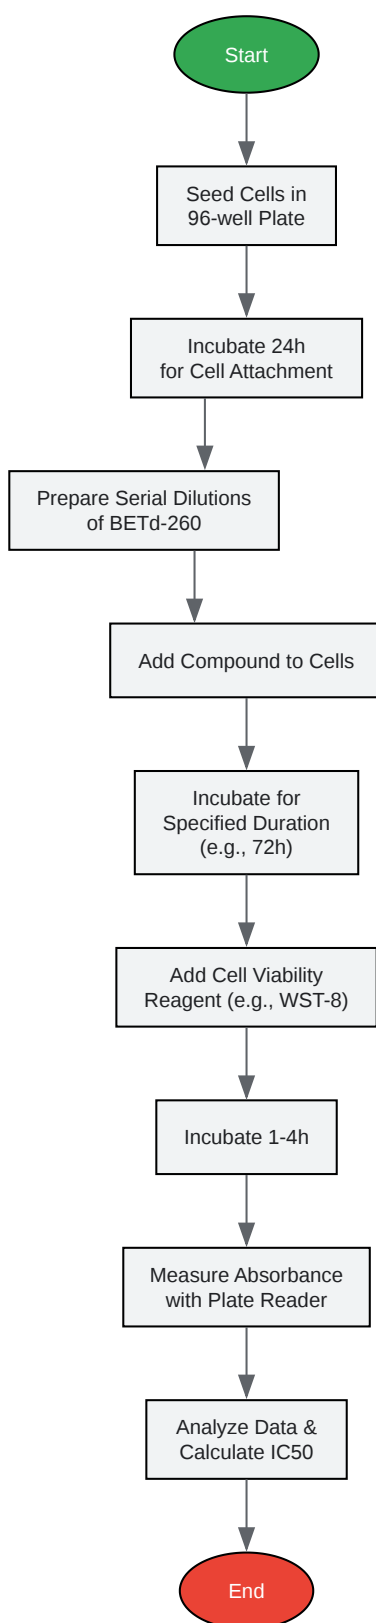 Start
Seed Cells in
96-well Plate
Incubate 24h
for Cell Attachment
Prepare Serial Dilutions
of BETd-260
Add Compound to Cells
Incubate for
Specified Duration
(e.g., 72h)
Add Cell Viability
Reagent (e.g., WST-8)
Incubate 1-4h
Measure Absorbance
with Plate Reader
Analyze Data &
Calculate IC50
End